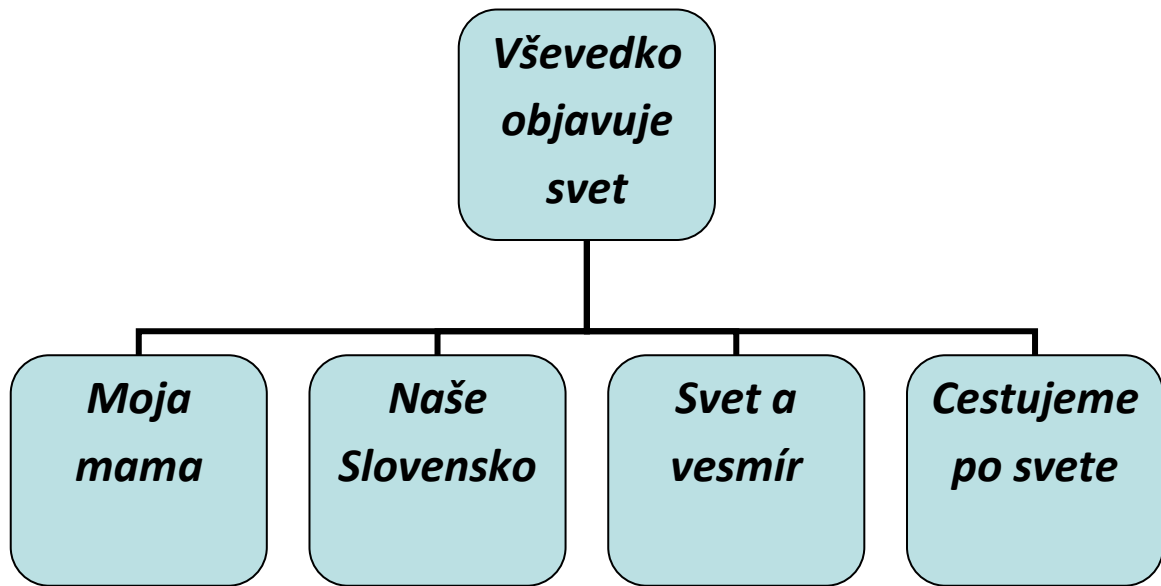 Vševedko
objavuje
svet
Moja
mama
Naše
Slovensko
Svet a
vesmír
Cestujeme
po svete